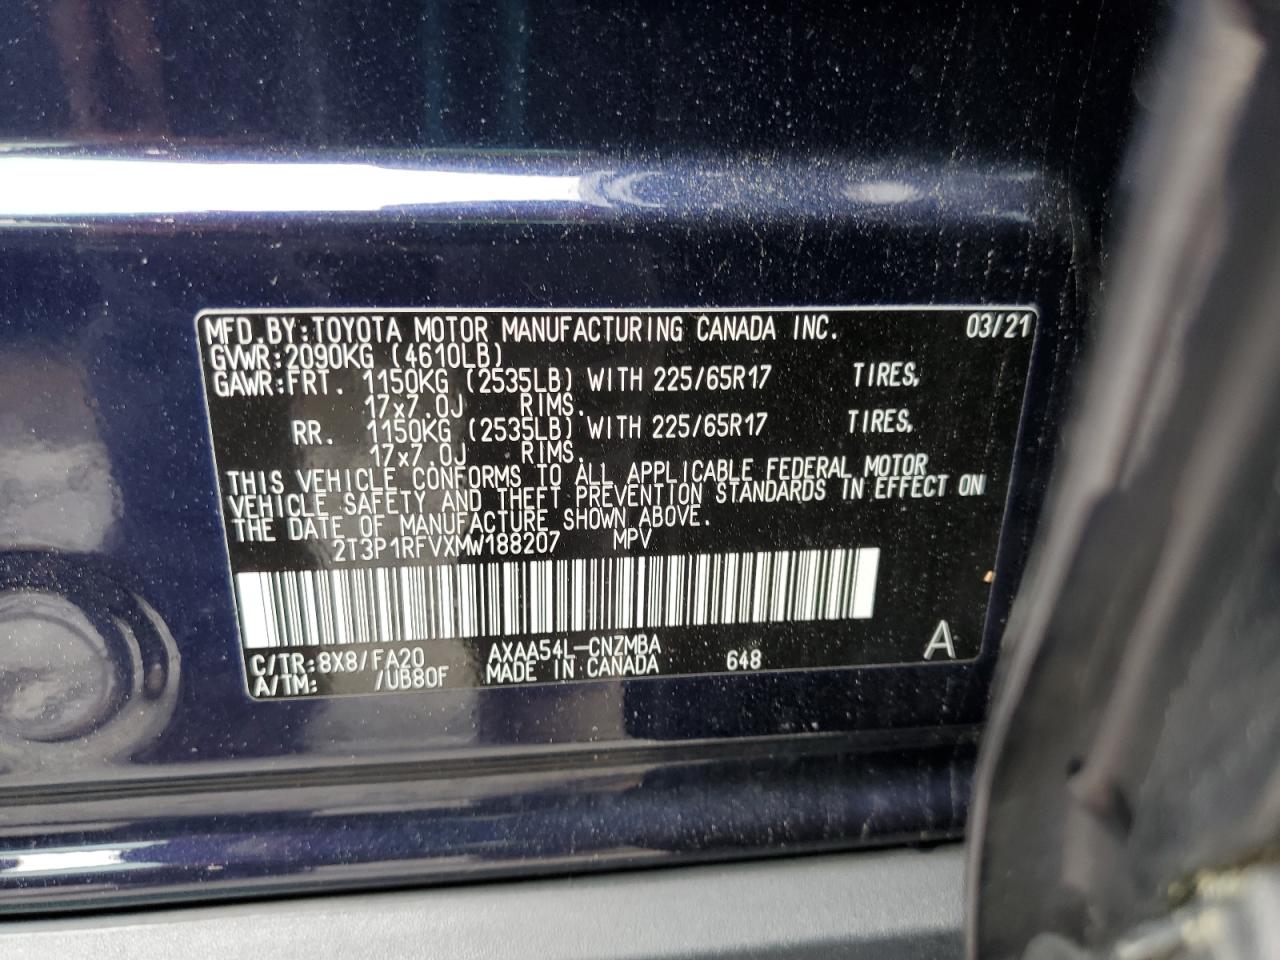 MFD.BY:TOYOTA MOTOR MANUFACTURING CANADA INC. 03/21
GVWR:2090KG (4610LB)
GAWR:FRT. 1150KG (2535LB) WITH 225/65R17 TIRES.
17x7.0J RIMS.
RR. 1150KG (2535LB) WITH 225/65R17 TIRES.
17x7.0J RIMS.
THIS VEHICLE CONFORMS TO ALL APPLICABLE FEDERAL MOTOR
VEHICLE SAFETY AND THEFT PREVENTION STANDARDS IN EFFECT ON
THE DATE OF MANUFACTURE SHOWN ABOVE.
2T3P1RFVXMW188207 MPV
C/TR:8X8/FA20 AXAA54L-CNZMBA
A/TM: /UB80F MADE IN CANADA 648 A